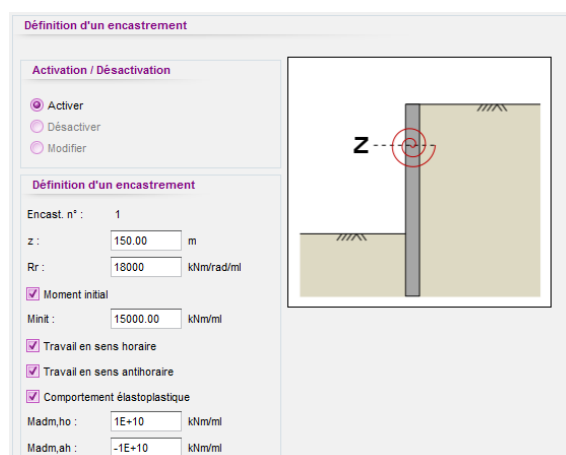 Définition d'un encastrement
Activation / Désactivation
Activer
Désactiver
Modifier
Définition d'un encastrement
Encast. n° : 1
z : 150.00 m
Rr : 18000 kNm/rad/ml
Moment initial
Minit : 15000.00 kNm/ml
Travail en sens horaire
Travail en sens antihoraire
Comportement élastoplastique
Madm,ho : 1E+10 kNm/ml
Madm,ah : -1E+10 kNm/ml
Z